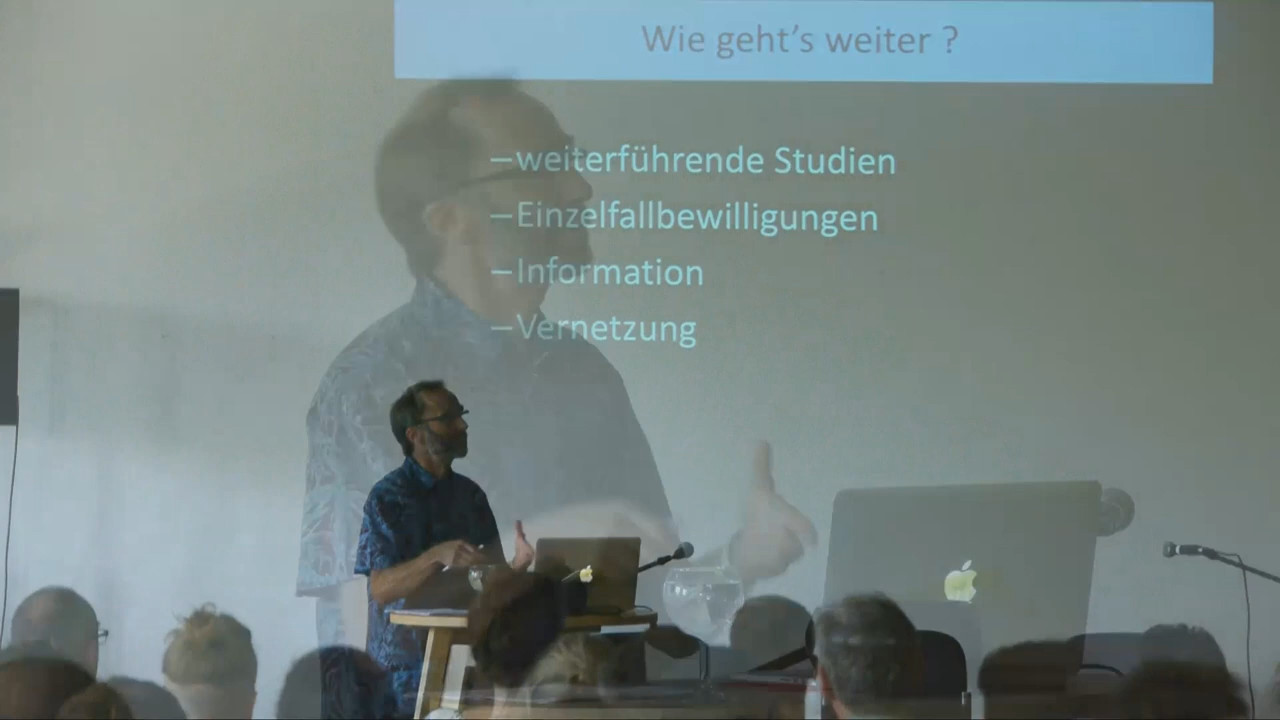 Wie geht's weiter ?
–weiterführende Studien
–Einzelfallbewilligungen
–Information
–Vernetzung